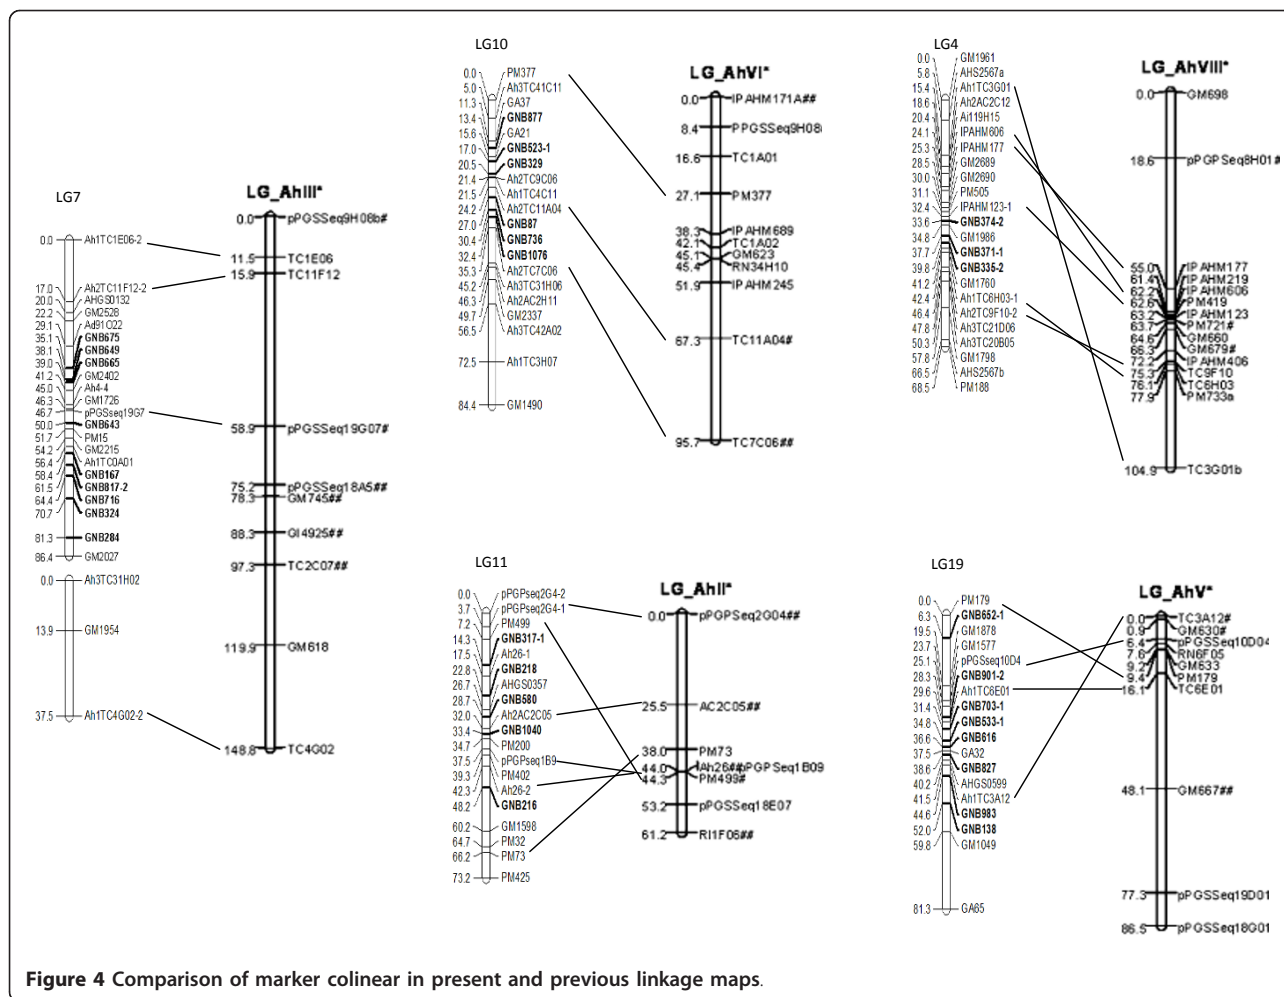 LG7
0.0 Ah1TC1E06-2
17.0 Ah2TC11F12-2
20.0 AHGS0132
22.2 GM2528
29.1 Ad91O22
35.1 GNB675
38.1 GNB649
39.0 GNB665
41.2 GM2402
45.0 Ah4-4
46.3 GM1726
46.7 pPGSseq19G7
50.0 GNB643
51.7 PM15
54.2 GM2215
56.4 Ah1TC0A01
58.4 GNB167
61.5 GNB817-2
64.4 GNB716
70.7 GNB324
81.3 GNB284
86.4 GM2027
0.0 Ah3TC31H02
13.9 GM1954
37.5 Ah1TC4G02-2
LG_AhIII*
0.0 pPGSSeq9H08b#
11.5 TC1E06
15.9 TC11F12
58.9 pPGSSeq19G07#
75.2 pPGSSeq18A5##
78.3 GM745##
88.3 GI4925##
97.3 TC2C07##
119.9 GM618
148.8 TC4G02
LG10
0.0 PM377
5.0 Ah3TC41C11
11.3 GA37
13.4 GNB877
15.6 GA21
17.0 GNB523-1
20.5 GNB329
21.4 Ah2TC9C06
21.5 Ah1TC4C11
24.2 Ah2TC11A04
27.0 GNB87
30.4 GNB736
32.4 GNB1076
35.3 Ah2TC7C06
45.2 Ah3TC31H06
46.3 Ah2AC2H11
49.7 GM2337
56.5 Ah3TC42A02
72.5 Ah1TC3H07
84.4 GM1490
LG_AhVI*
0.0 IPAHM171A##
8.4 PPGSSeq9H08
16.6 TC1A01
27.1 PM377
38.3 IPAHM689
42.1 TC1A02
45.1 GM623
45.4 RN34H10
51.9 IPAHM245
67.3 TC11A04#
95.7 TC7C06##
LG4
0.0 GM1961
5.8 AHS2567a
15.4 Ah1TC3G01
18.6 Ah2AC2C12
20.4 Ai119H15
24.1 IPAHM606
25.3 IPAHM177
28.5 GM2689
30.0 GM2690
31.1 PM505
32.4 IPAHM123-1
33.6 GNB374-2
34.8 GM1986
37.7 GNB371-1
39.8 GNB335-2
41.2 GM1760
42.4 Ah1TC6H03-1
46.4 Ah2TC9F10-2
47.8 Ah3TC21D06
50.3 Ah3TC20B05
57.8 GM1798
66.5 AHS2567b
68.5 PM188
LG_AhVIII*
0.0 GM698
18.6 pPGPSeq8H01#
55.0 IPAHM177
61.4 IPAHM219
62.2 IPAHM606
62.6 PM419
63.2 IPAHM123
63.7 PM721#
64.6 GM660
66.3 GM679#
72.2 IPAHM406
75.3 TC9F10
76.1 TC6H03
77.9 PM733a
104.9 TC3G01b
LG11
0.0 pPGPseq2G4-2
3.7 pPGPseq2G4-1
7.2 PM499
14.3 GNB317-1
17.5 Ah26-1
22.8 GNB218
26.7 AHGS0357
28.7 GNB580
32.0 Ah2AC2C05
33.4 GNB1040
34.7 PM200
37.5 pPGPseq1B9
39.3 PM402
42.3 Ah26-2
48.2 GNB216
60.2 GM1598
64.7 PM32
66.2 PM73
73.2 PM425
LG_AhII*
0.0 pPGPSeq2G04##
25.5 AC2C05##
38.0 PM73
44.0 Ah26## pPGPSeq1B09
44.3 PM499#
53.2 pPGSSeq18E07
61.2 RI1F06##
LG19
0.0 PM179
6.3 GNB652-1
19.5 GM1878
23.7 GM1577
25.1 pPGSseq10D4
28.3 GNB901-2
29.6 Ah1TC6E01
31.4 GNB703-1
34.8 GNB533-1
36.6 GNB616
37.5 GA32
38.6 GNB827
40.2 AHGS0599
41.5 Ah1TC3A12
44.6 GNB983
52.0 GNB138
59.8 GM1049
81.3 GA65
LG_AhV*
0.0 TC3A12#
0.9 GM630#
6.4 pPGSSeq10D04
7.6 RN6F05
9.2 GM633
9.4 PM179
16.1 TC6E01
48.1 GM667##
77.3 pPGSSeq19D01
86.5 pPGSSeq18G01
Figure 4 Comparison of marker colinear in present and previous linkage maps.